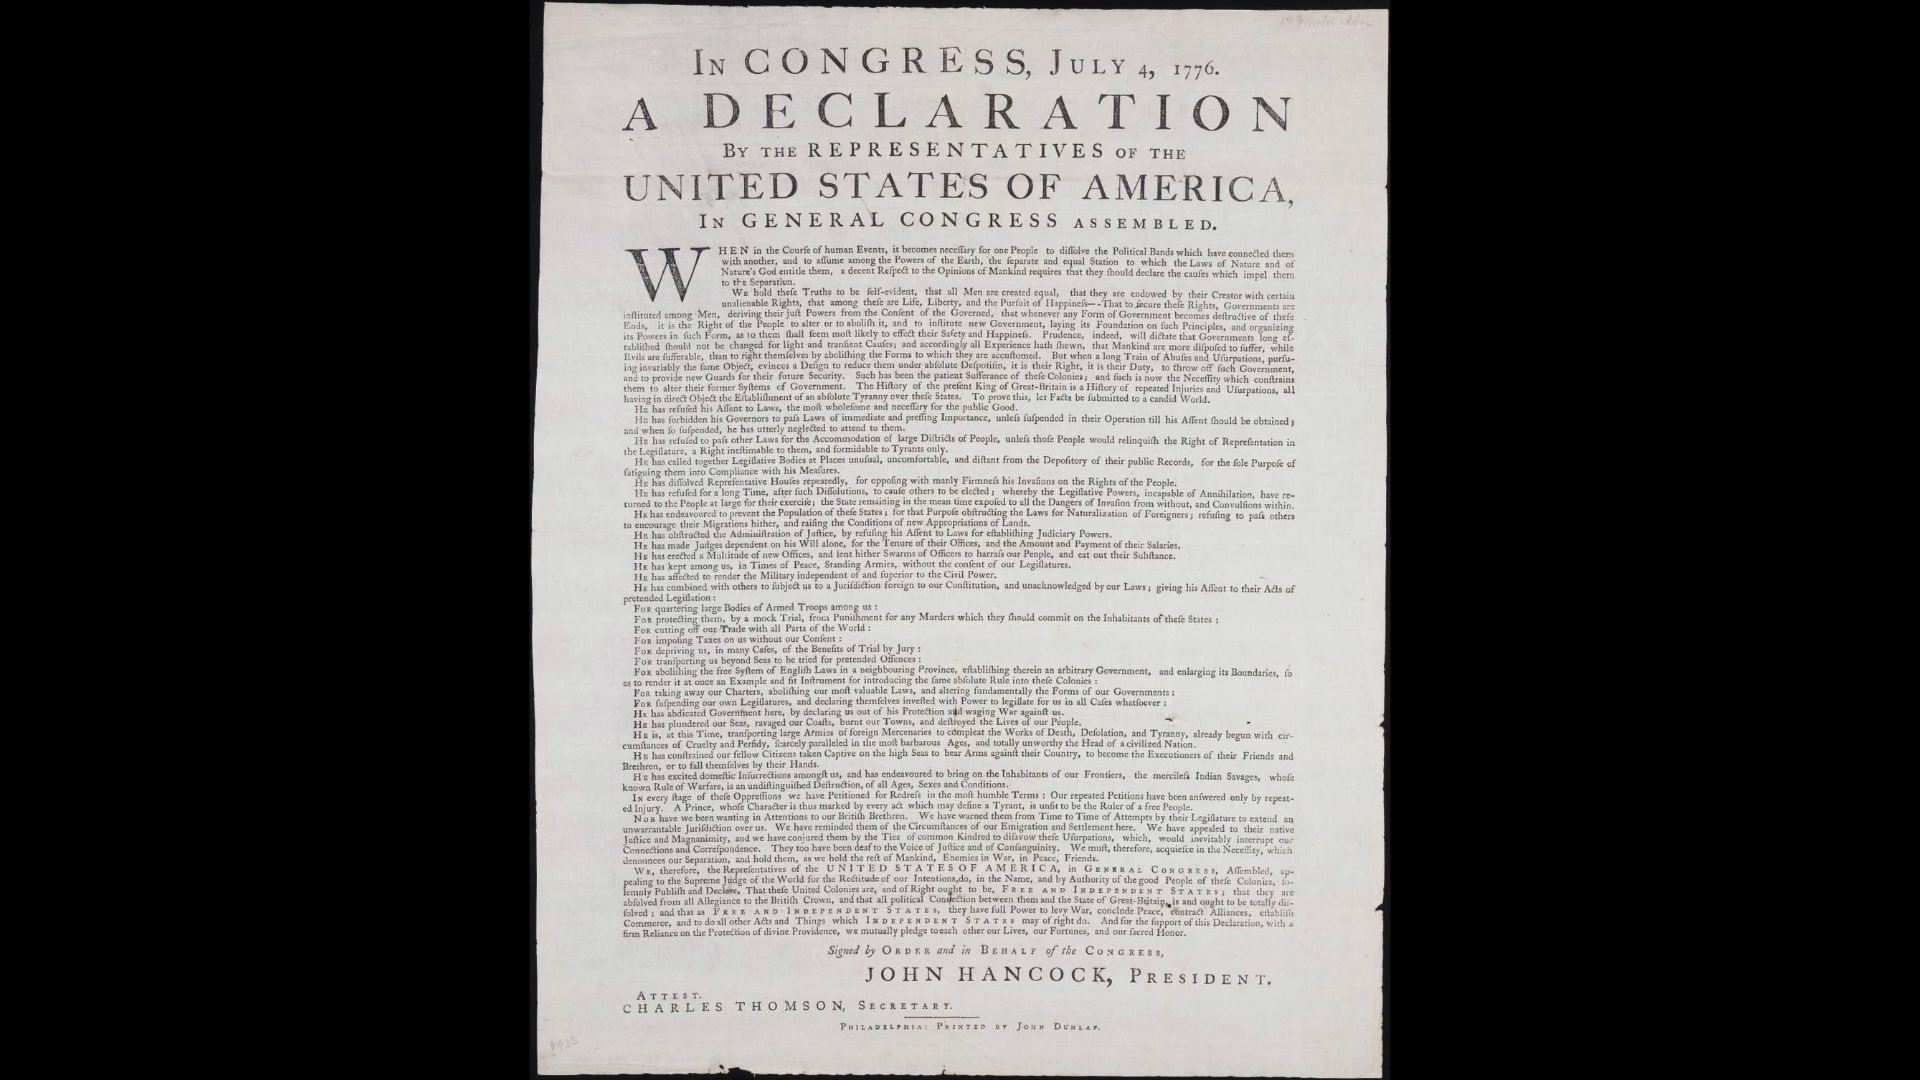 In CONGRESS, July 4, 1776.
A DECLARATION
By the REPRESENTATIVES of the
UNITED STATES OF AMERICA,
In GENERAL CONGRESS assembled.
WHEN in the Courſe of human Events, it becomes neceſſary for one People to diſſolve the Political Bands which have connected them
with another, and to aſſume among the Powers of the Earth, the ſeparate and equal Station to which the Laws of Nature and of
Nature's God entitle them, a decent Reſpect to the Opinions of Mankind requires that they ſhould declare the cauſes which impel them
to the Separation.
We hold theſe Truths to be ſelf-evident, that all Men are created equal, that they are endowed by their Creator with certain
unalienable Rights, that among theſe are Life, Liberty, and the Purſuit of Happineſs--That to ſecure theſe Rights, Governments are
inſtituted among Men, deriving their juſt Powers from the Conſent of the Governed, that whenever any Form of Government becomes deſtructive of theſe
Ends, it is the Right of the People to alter or to aboliſh it, and to inſtitute new Government, laying its Foundation on ſuch Principles, and organizing
its Powers in ſuch Form, as to them ſhall ſeem moſt likely to effect their Safety and Happineſs. Prudence, indeed, will dictate that Governments long eſ-
tabliſhed ſhould not be changed for light and tranſient Cauſes; and accordingly all Experience hath ſhewn, that Mankind are more diſpoſed to ſuffer, while
Evils are ſufferable, than to right themſelves by aboliſhing the Forms to which they are accuſtomed. But when a long Train of Abuſes and Uſurpations, purſu-
ing invariably the ſame Object, evinces a Deſign to reduce them under abſolute Deſpotiſm, it is their Right, it is their Duty, to throw off ſuch Government,
and to provide new Guards for their future Security. Such has been the patient Sufferance of theſe Colonies; and ſuch is now the Neceſſity which conſtrains
them to alter their former Syſtems of Government. The Hiſtory of the preſent King of Great-Britain is a Hiſtory of repeated Injuries and Uſurpations, all
having in direct Object the Eſtabliſhment of an abſolute Tyranny over theſe States. To prove this, let Facts be ſubmitted to a candid World.
He has refuſed his Aſſent to Laws, the moſt wholeſome and neceſſary for the public Good.
He has forbidden his Governors to paſs Laws of immediate and preſſing Importance, unleſs ſuſpended in their Operation till his Aſſent ſhould be obtained;
and when ſo ſuſpended, he has utterly neglected to attend to them.
He has refuſed to paſs other Laws for the Accommodation of large Diſtricts of People, unleſs thoſe People would relinquiſh the Right of Repreſentation in
the Legiſlature, a Right ineſtimable to them, and formidable to Tyrants only.
He has called together Legiſlative Bodies at Places unuſual, uncomfortable, and diſtant from the Depoſitory of their public Records, for the ſole Purpoſe of
fatiguing them into Compliance with his Meaſures.
He has diſſolved Repreſentative Houſes repeatedly, for oppoſing with manly Firmneſs his Invaſions on the Rights of the People.
He has refuſed for a long Time, after ſuch Diſſolutions, to cauſe others to be elected; whereby the Legiſlative Powers, incapable of Annihilation, have re-
turned to the People at large for their exerciſe; the State remaining in the mean time expoſed to all the Dangers of Invaſion from without, and Convulſions within.
He has endeavoured to prevent the Population of theſe States; for that Purpoſe obſtructing the Laws for Naturalization of Foreigners; refuſing to paſs others
to encourage their Migrations hither, and raiſing the Conditions of new Appropriations of Lands.
He has obſtructed the Adminiſtration of Juſtice, by refuſing his Aſſent to Laws for eſtabliſhing Judiciary Powers.
He has made Judges dependent on his Will alone, for the Tenure of their Offices, and the Amount and Payment of their Salaries.
He has erected a Multitude of new Offices, and ſent hither Swarms of Officers to harraſs our People, and eat out their Subſtance.
He has kept among us, in Times of Peace, Standing Armies, without the conſent of our Legiſlatures.
He has affected to render the Military independent of and ſuperior to the Civil Power.
He has combined with others to ſubject us to a Juriſdiction foreign to our Conſtitution, and unacknowledged by our Laws; giving his Aſſent to their Acts of
pretended Legiſlation:
For quartering large Bodies of Armed Troops among us:
For protecting them, by a mock Trial, from Puniſhment for any Murders which they ſhould commit on the Inhabitants of theſe States:
For cutting off our Trade with all Parts of the World:
For impoſing Taxes on us without our Conſent:
For depriving us, in many Caſes, of the Benefits of Trial by Jury:
For tranſporting us beyond Seas to be tried for pretended Offences:
For aboliſhing the free Syſtem of Engliſh Laws in a neighbouring Province, eſtabliſhing therein an arbitrary Government, and enlarging its Boundaries, ſo
as to render it at once an Example and fit Inſtrument for introducing the ſame abſolute Rule into theſe Colonies:
For taking away our Charters, aboliſhing our moſt valuable Laws, and altering fundamentally the Forms of our Governments:
For ſuſpending our own Legiſlatures, and declaring themſelves inveſted with Power to legiſlate for us in all Caſes whatſoever:
He has abdicated Government here, by declaring us out of his Protection and waging War againſt us.
He has plundered our Seas, ravaged our Coaſts, burnt our Towns, and deſtroyed the Lives of our People.
He is, at this Time, tranſporting large Armies of foreign Mercenaries to compleat the Works of Death, Deſolation, and Tyranny, already begun with cir-
cumſtances of Cruelty and Perfidy, ſcarcely paralleled in the moſt barbarous Ages, and totally unworthy the Head of a civilized Nation.
He has conſtrained our fellow Citizens taken Captive on the high Seas to bear Arms againſt their Country, to become the Executioners of their Friends and
Brethren, or to fall themſelves by their Hands.
He has excited domeſtic Inſurrections amongſt us, and has endeavoured to bring on the Inhabitants of our Frontiers, the mercileſs Indian Savages, whoſe
known Rule of Warfare, is an undiſtinguiſhed Deſtruction, of all Ages, Sexes and Conditions.
In every ſtage of theſe Oppreſſions we have Petitioned for Redreſs in the moſt humble Terms: Our repeated Petitions have been anſwered only by repeat-
ed Injury. A Prince, whoſe Character is thus marked by every act which may define a Tyrant, is unfit to be the Ruler of a free People.
Nor have we been wanting in Attentions to our Britiſh Brethren. We have warned them from Time to Time of Attempts by their Legiſlature to extend an
unwarrantable Juriſdiction over us. We have reminded them of the Circumſtances of our Emigration and Settlement here. We have appealed to their native
Juſtice and Magnanimity, and we have conjured them by the Ties of common Kindred to diſavow theſe Uſurpations, which, would inevitably interrupt our
Connections and Correſpondence. They too have been deaf to the Voice of Juſtice and of Conſanguinity. We muſt, therefore, acquieſce in the Neceſſity, which
denounces our Separation, and hold them, as we hold the reſt of Mankind, Enemies in War, in Peace, Friends.
We, therefore, the Repreſentatives of the UNITED STATES OF AMERICA, in General Congress, Aſſembled, ap-
pealing to the Supreme Judge of the World for the Rectitude of our Intentions, do, in the Name, and by Authority of the good People of theſe Colonies, ſo-
lemnly Publiſh and Declare, That theſe United Colonies are, and of Right ought to be, Free and Independent States; that they are
abſolved from all Allegiance to the Britiſh Crown, and that all political Connection between them and the State of Great-Britain, is and ought to be totally diſ-
ſolved; and that as Free and Independent States, they have full Power to levy War, conclude Peace, contract Alliances, eſtabliſh
Commerce, and to do all other Acts and Things which Independent States may of right do. And for the ſupport of this Declaration, with a
firm Reliance on the Protection of divine Providence, we mutually pledge to each other our Lives, our Fortunes, and our ſacred Honor.
Signed by Order and in Behalf of the Congress,
JOHN HANCOCK, President.
Attest.
CHARLES THOMSON, Secretary.
Philadelphia: Printed by John Dunlap.